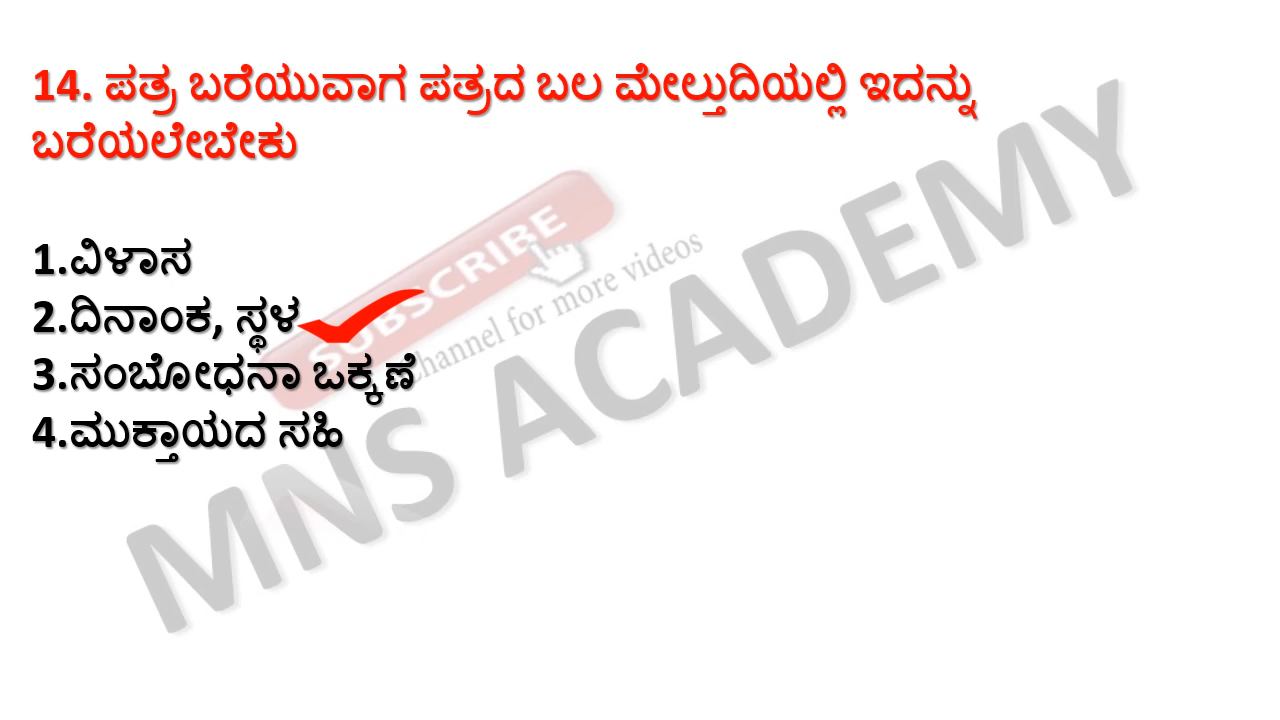 14. ಪತ್ರ ಬರೆಯುವಾಗ ಪತ್ರದ ಬಲ ಮೇಲ್ತುದಿಯಲ್ಲಿ ಇದನ್ನು
ಬರೆಯಲೇಬೇಕು
1.ವಿಳಾಸ
2.ದಿನಾಂಕ, ಸ್ಥಳ
3.ಸಂಬೋಧನಾ ಒಕ್ಕಣೆ
4.ಮುಕ್ತಾಯದ ಸಹಿ
SUBSCRIBE
Channel for more videos
MNS ACADEMY